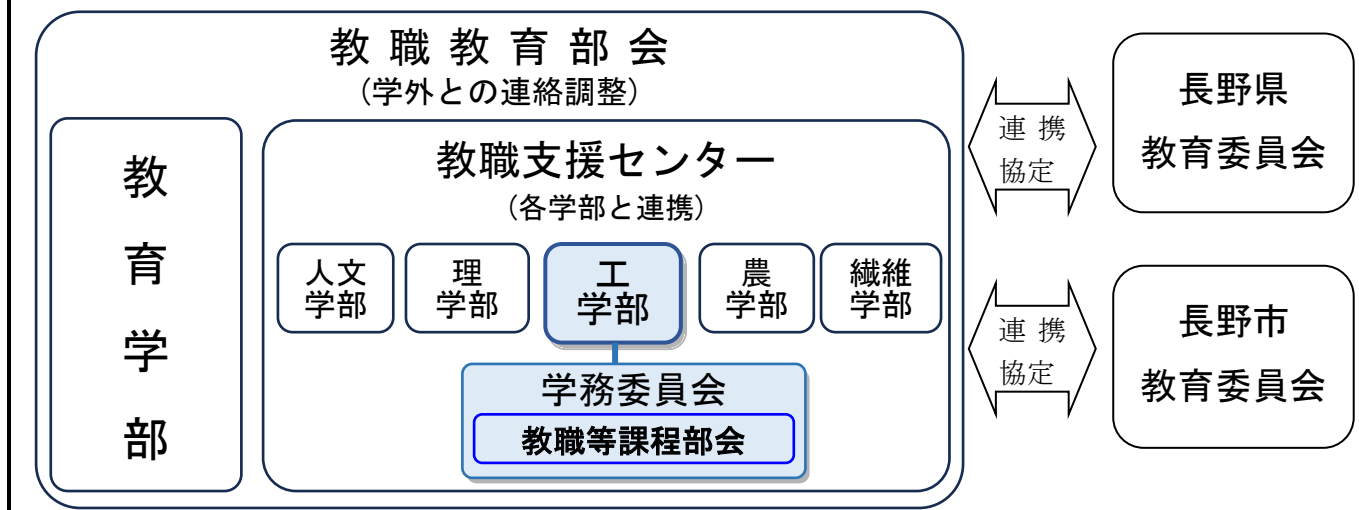 教職教育部会
(学外との連絡調整)
教
育
学
部
教職支援センター
(各学部と連携)
人文
学部
理
学部
工
学部
農
学部
繊維
学部
学務委員会
教職等課程部会
連携
協定
長野県
教育委員会
連携
協定
長野市
教育委員会